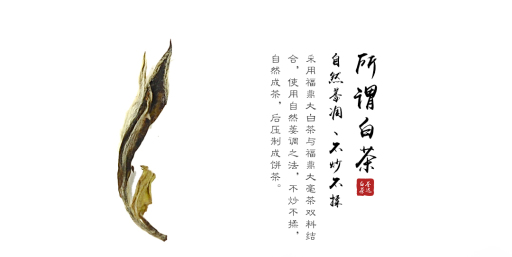 所谓白茶
自然萎凋、不炒不揉
采用福鼎大白茶与福鼎大毫茶双料结
合，使用自然萎调之法，不炒不揉，
自然成茶，后压制成饼茶。